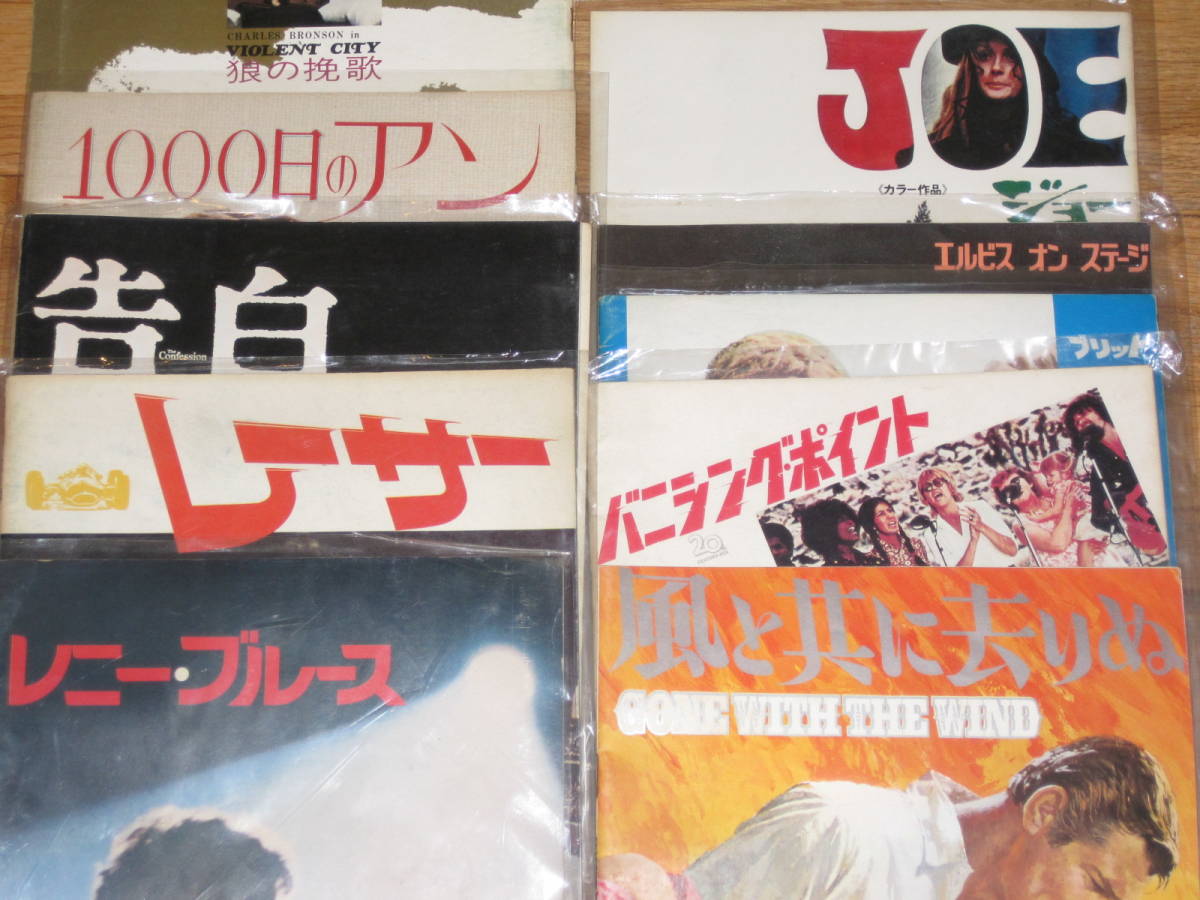 CHARLES BRONSON in
VIOLENT CITY
狼の挽歌
1000日のアン
告白
The
Confession
レーサー
レニー・ブルース
JOE
《カラー作品》
ジョー
エルビス オン ステージ
ブリット
バニシング・ポイント
20
風と共に去りぬ
GONE WITH THE WIND